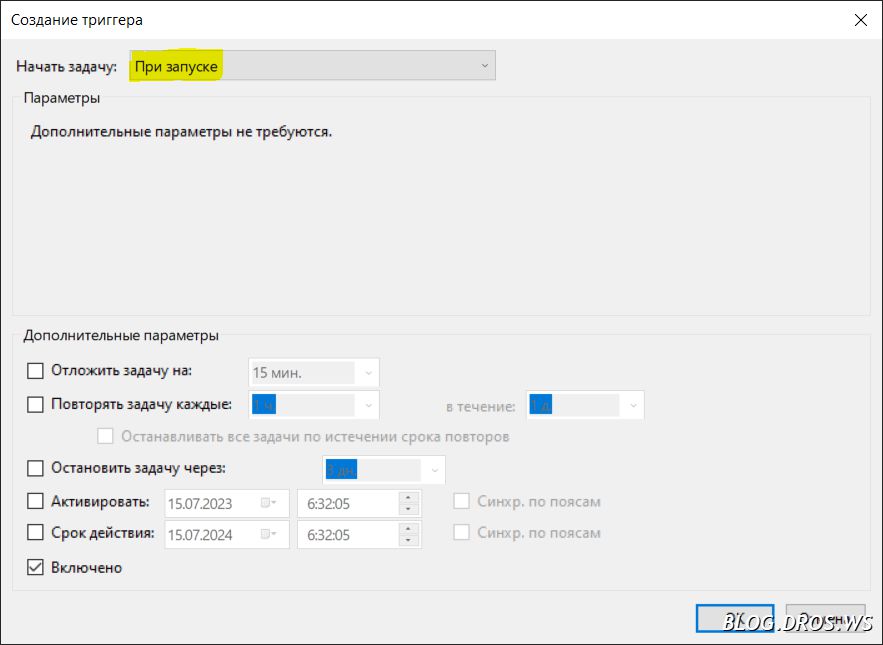 Создание триггера
Начать задачу: При запуске
Параметры
Дополнительные параметры не требуются.
Дополнительные параметры
Отложить задачу на: 15 мин.
Повторять задачу каждые: 1 ч. в течение: 1 д.
Останавливать все задачи по истечении срока повторов
Остановить задачу через: 3 дн.
Активировать: 15.07.2023 6:32:05 Синхр. по поясам
Срок действия: 15.07.2024 6:32:05 Синхр. по поясам
Включено
OK Отмена
BLOG.DROS.WS